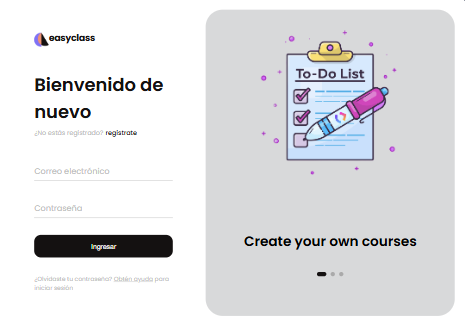 easyclass
Bienvenido de
nuevo
¿No estás registrado? regístrate
Correo electrónico
Contraseña
Ingresar
¿Olvidaste tu contraseña? Obtén ayuda para
iniciar sesión
To-Do List
Create your own courses